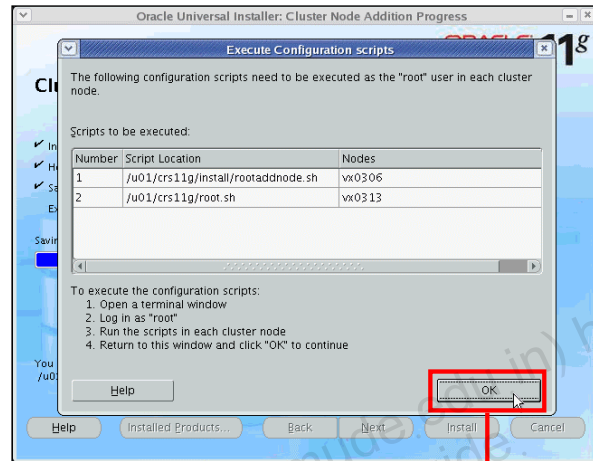 Oracle Universal Installer: Cluster Node Addition Progress
11g
Execute Configuration scripts
The following configuration scripts need to be executed as the "root" user in each cluster
node.
Scripts to be executed:
Number Script Location Nodes
1 /u01/crs11g/install/rootaddnode.sh vx0306
2 /u01/crs11g/root.sh vx0313
To execute the configuration scripts:
1. Open a terminal window
2. Log in as "root"
3. Run the scripts in each cluster node
4. Return to this window and click "OK" to continue
You
Help OK
Help Installed Products... Back Next Install Cancel